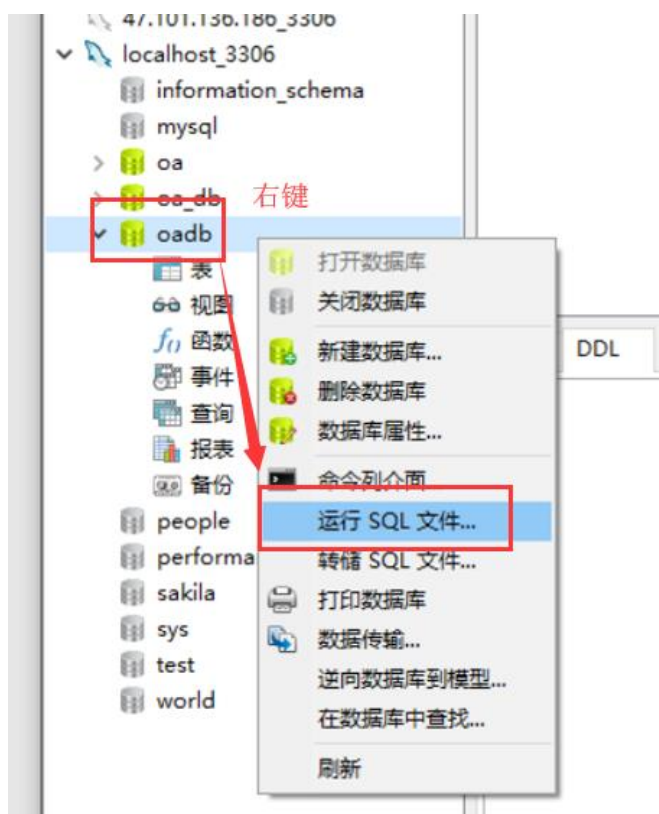 47.101.136.186_3306
localhost_3306
information_schema
mysql
oa
oa_db
右键
oadb
表
视图
函数
事件
查询
报表
备份
people
performa
sakila
sys
test
world
打开数据库
关闭数据库
新建数据库...
删除数据库
数据库属性...
命令列介面
运行 SQL 文件...
转储 SQL 文件...
打印数据库
数据传输...
逆向数据库到模型...
在数据库中查找...
刷新
DDL